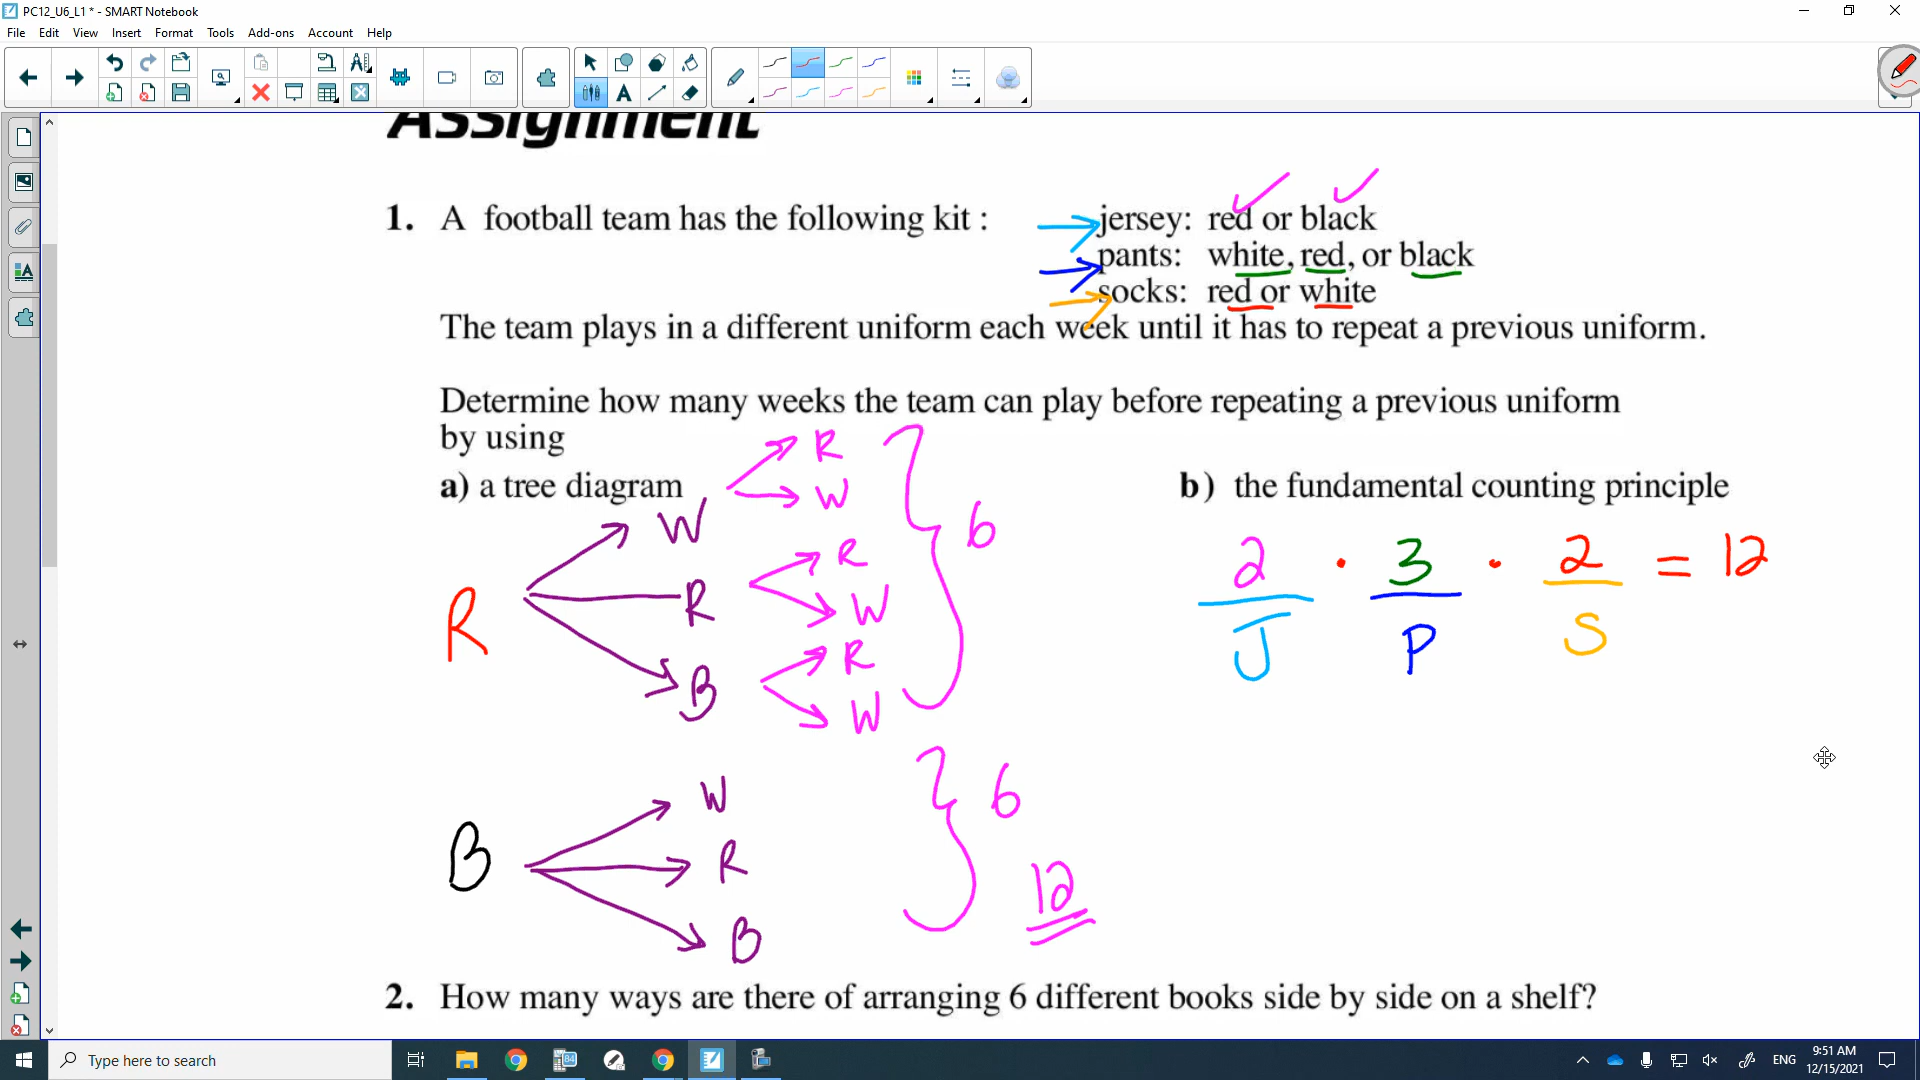 PC12_U6_L1 * - SMART Notebook
File Edit View Insert Format Tools Add-ons Account Help
Assignment
1. A football team has the following kit :
jersey: red or black
pants: white, red, or black
socks: red or white
The team plays in a different uniform each week until it has to repeat a previous uniform.
Determine how many weeks the team can play before repeating a previous uniform
by using
a) a tree diagram
b) the fundamental counting principle
R
W
R
W
R
R
W
B
R
W
6
2 · 3 · 2 = 12
J P S
B
W
R
B
6
12
2. How many ways are there of arranging 6 different books side by side on a shelf?
Type here to search
84
ENG
9:51 AM
12/15/2021